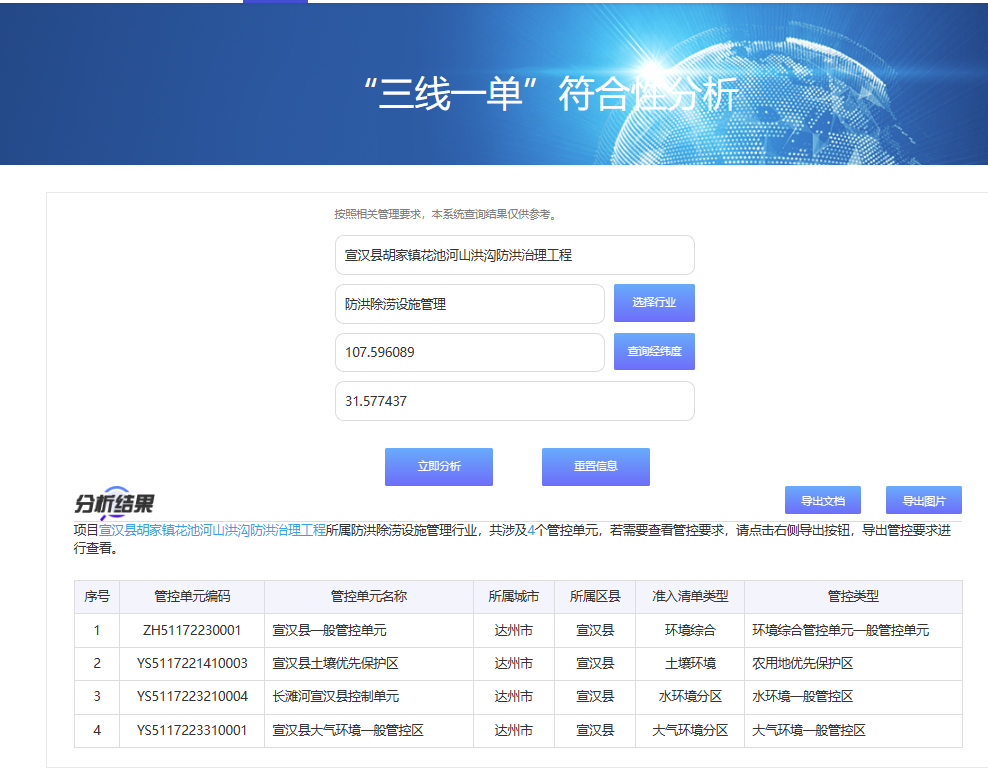 “三线一单”符合性分析
按照相关管理要求，本系统查询结果仅供参考。
宣汉县胡家镇花池河山洪沟防洪治理工程
防洪除涝设施管理 选择行业
107.596089 查询经纬度
31.577437
立即分析 重置信息
分析结果 导出文档 导出图片
项目宣汉县胡家镇花池河山洪沟防洪治理工程所属防洪除涝设施管理行业，共涉及4个管控单元，若需要查看管控要求，请点击右侧导出按钮，导出管控要求进
行查看。
序号 管控单元编码 管控单元名称 所属城市 所属区县 准入清单类型 管控类型
1 ZH51172230001 宣汉县一般管控单元 达州市 宣汉县 环境综合 环境综合管控单元一般管控单元
2 YS5117221410003 宣汉县土壤优先保护区 达州市 宣汉县 土壤环境 农用地优先保护区
3 YS5117223210004 长滩河宣汉县控制单元 达州市 宣汉县 水环境分区 水环境一般管控区
4 YS5117223310001 宣汉县大气环境一般管控区 达州市 宣汉县 大气环境分区 大气环境一般管控区